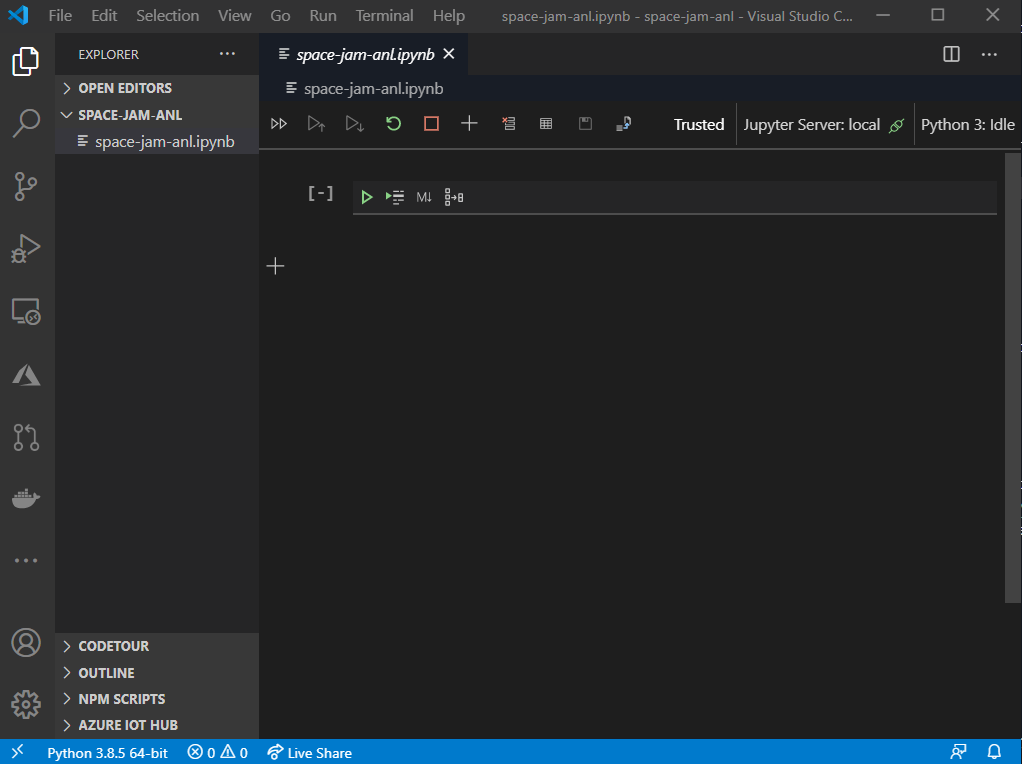 File Edit Selection View Go Run Terminal Help space-jam-anl.ipynb - space-jam-anl - Visual Studio C...
EXPLORER
OPEN EDITORS
SPACE-JAM-ANL
space-jam-anl.ipynb
space-jam-anl.ipynb
space-jam-anl.ipynb
Trusted Jupyter Server: local Python 3: Idle
[-]
M↓
CODETOUR
OUTLINE
NPM SCRIPTS
AZURE IOT HUB
Python 3.8.5 64-bit 0 0 Live Share